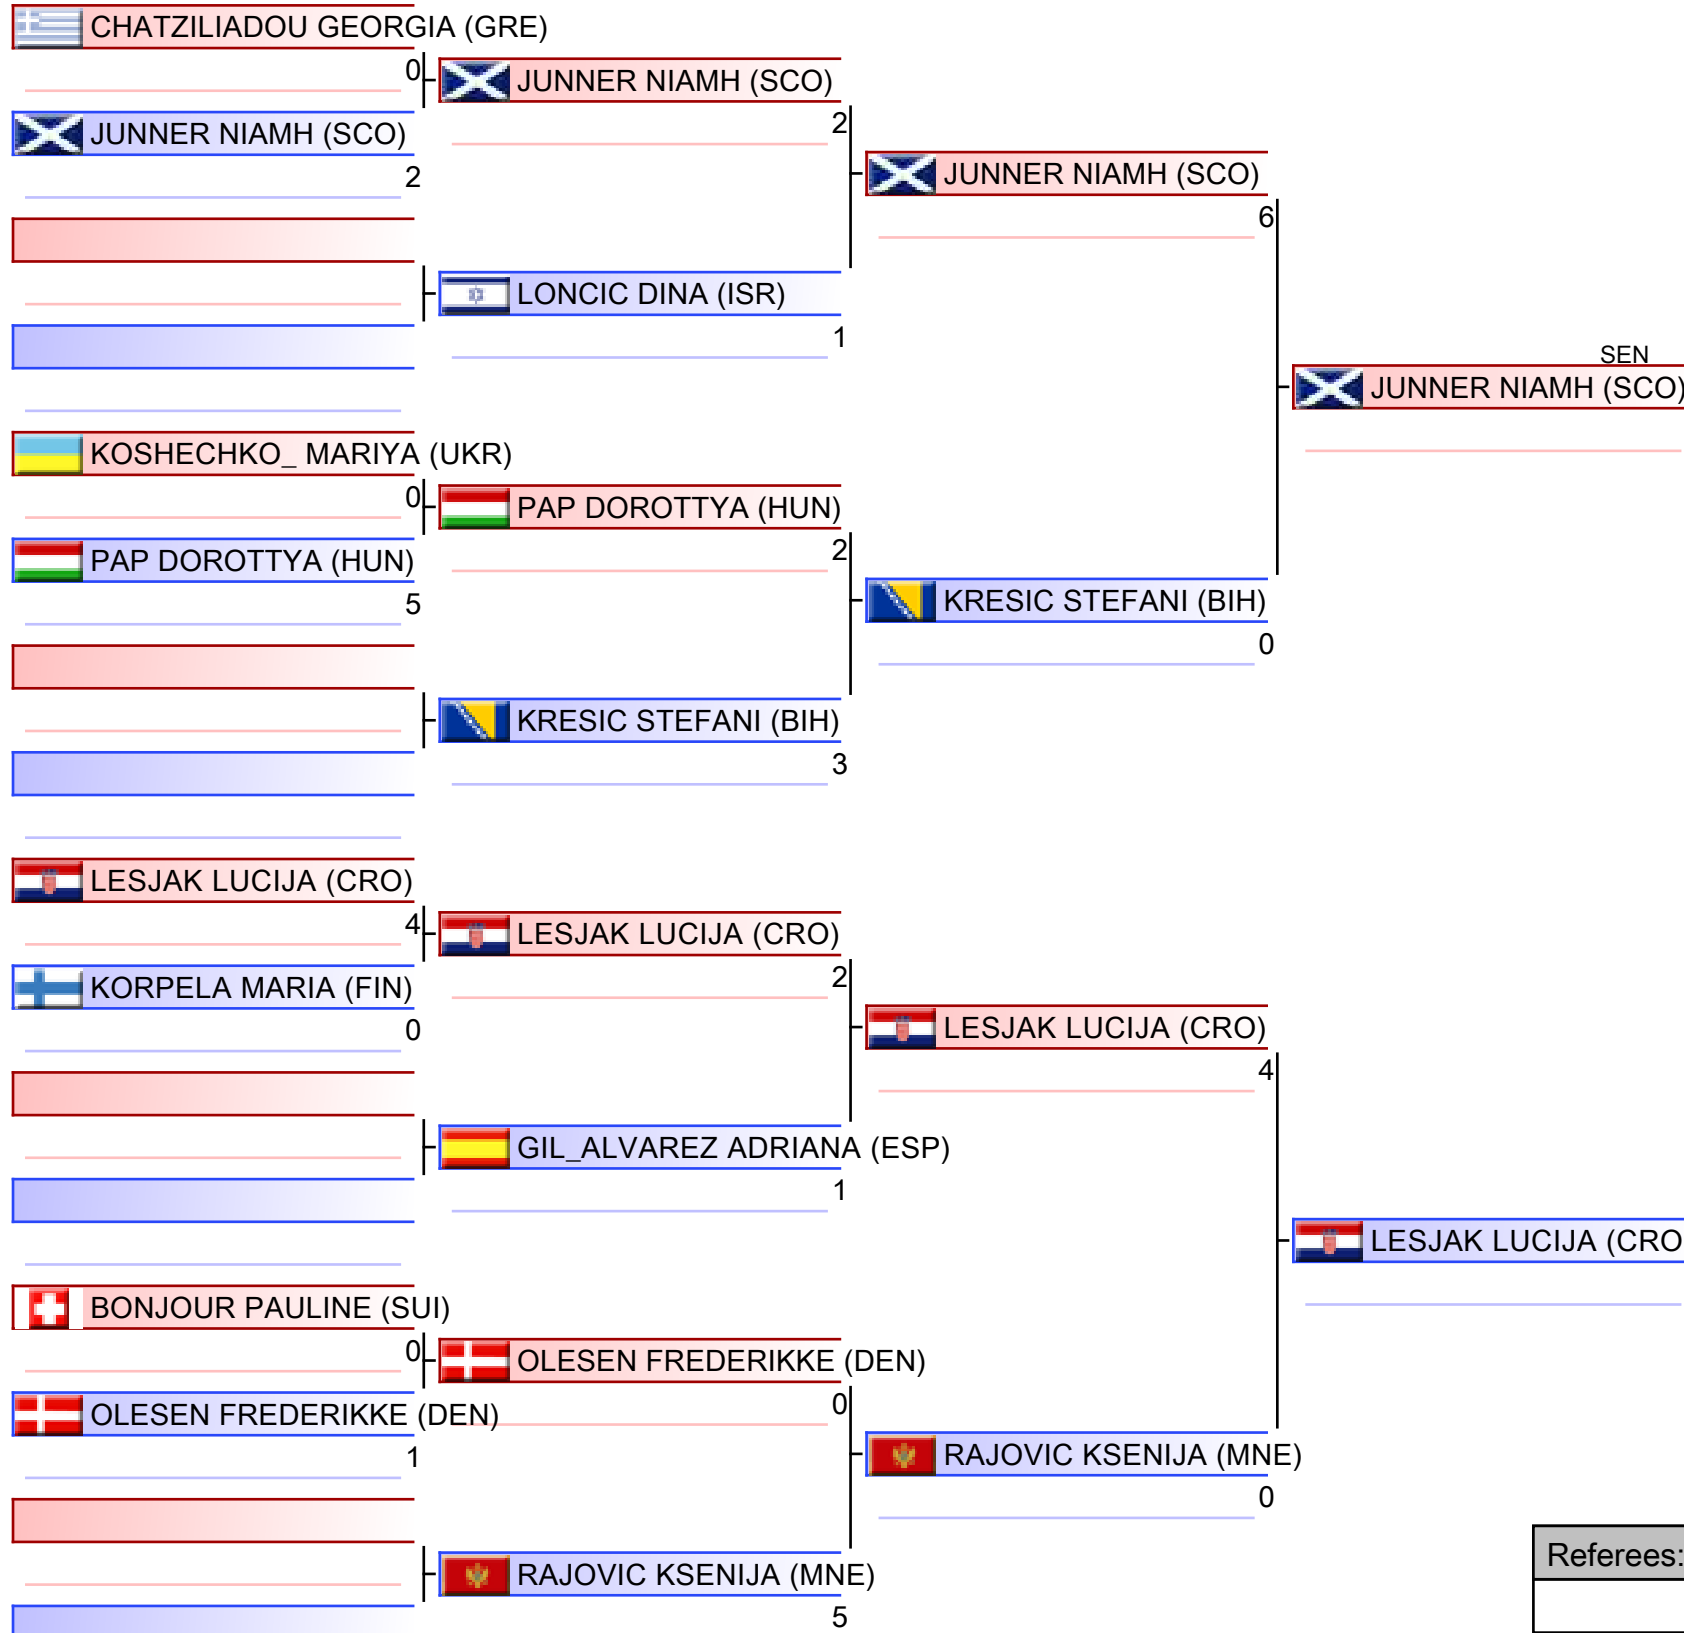 CHATZILIADOU GEORGIA (GRE)
0
JUNNER NIAMH (SCO)
JUNNER NIAMH (SCO)
2
2
JUNNER NIAMH (SCO)
6
LONCIC DINA (ISR)
1
SEN
JUNNER NIAMH (SCO)
KOSHECHKO_ MARIYA (UKR)
0
PAP DOROTTYA (HUN)
PAP DOROTTYA (HUN)
2
5
KRESIC STEFANI (BIH)
0
KRESIC STEFANI (BIH)
3
LESJAK LUCIJA (CRO)
4
LESJAK LUCIJA (CRO)
KORPELA MARIA (FIN)
2
0
LESJAK LUCIJA (CRO)
4
GIL_ALVAREZ ADRIANA (ESP)
1
LESJAK LUCIJA (CRO
BONJOUR PAULINE (SUI)
0
OLESEN FREDERIKKE (DEN)
OLESEN FREDERIKKE (DEN)
0
1
RAJOVIC KSENIJA (MNE)
0
Referees:
RAJOVIC KSENIJA (MNE)
5